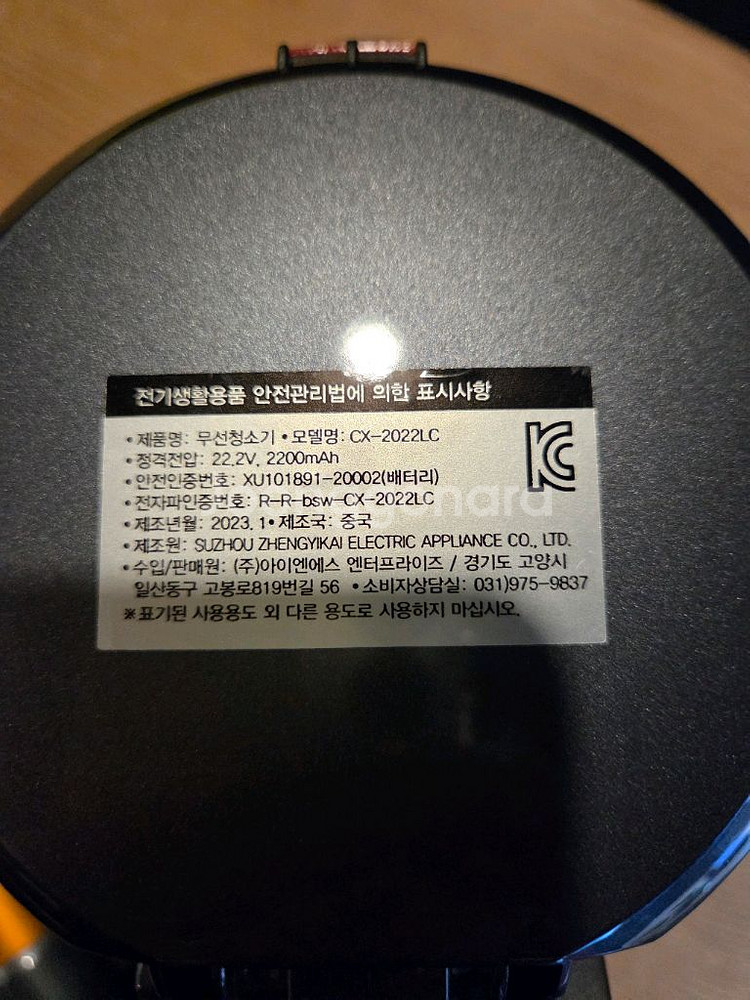 전기생활용품 안전관리법에 의한 표시사항
• 제품명: 무선청소기 • 모델명: CX-2022LC
• 정격전압: 22.2V, 2200mAh
• 안전인증번호: XU101891-20002(배터리)
• 전자파인증번호: R-R-bsw-CX-2022LC
• 제조년월: 2023. 1 • 제조국: 중국
• 제조원: SUZHOU ZHENGYIKAI ELECTRIC APPLIANCE CO., LTD.
• 수입/판매원: (주)아이엔에스 엔터프라이즈 / 경기도 고양시
일산동구 고봉로819번길 56 • 소비자상담실: 031)975-9837
※ 표기된 사용용도 외 다른 용도로 사용하지 마십시오.